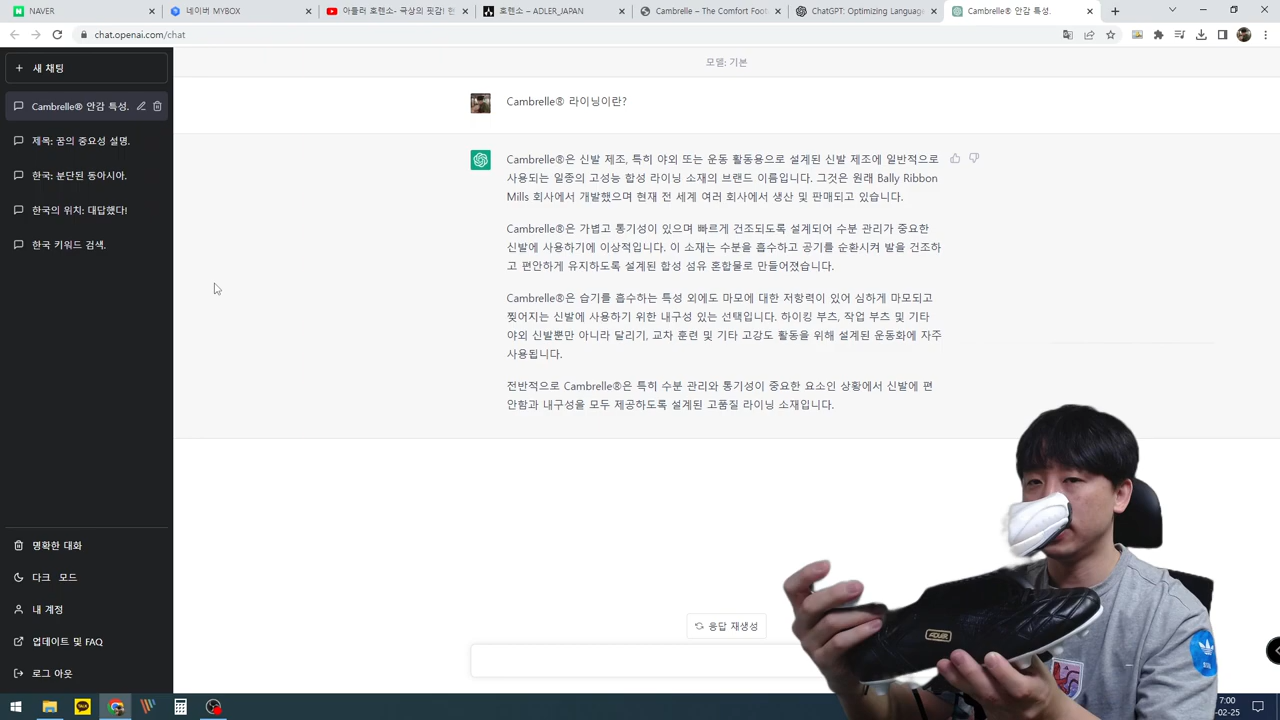 NAVER
네이버 MYBOX
아들러 호렌소- 극상의 핏감! 한
호렌소 – ADLER_JAPAN
Cambrelle – The Comfort Foot
ChatGPT: Optimizing Language
Cambrelle® 안감 특성.
chat.openai.com/chat
새 채팅
Cambrelle® 안감 특성.
제목: 꿈의 중요성 설명.
한국: 분단된 동아시아.
한국의 위치: 대답했다!
한국 키워드 검색.
명확한 대화
다크 모드
내 계정
업데이트 및 FAQ
로그 아웃
모델: 기본
Cambrelle® 라이닝이란?
Cambrelle®은 신발 제조, 특히 야외 또는 운동 활동용으로 설계된 신발 제조에 일반적으로
사용되는 일종의 고성능 합성 라이닝 소재의 브랜드 이름입니다. 그것은 원래 Bally Ribbon
Mills 회사에서 개발했으며 현재 전 세계 여러 회사에서 생산 및 판매되고 있습니다.
Cambrelle®은 가볍고 통기성이 있으며 빠르게 건조되도록 설계되어 수분 관리가 중요한
신발에 사용하기에 이상적입니다. 이 소재는 수분을 흡수하고 공기를 순환시켜 발을 건조하
고 편안하게 유지하도록 설계된 합성 섬유 혼합물로 만들어졌습니다.
Cambrelle®은 습기를 흡수하는 특성 외에도 마모에 대한 저항력이 있어 심하게 마모되고
찢어지는 신발에 사용하기 위한 내구성 있는 선택입니다. 하이킹 부츠, 작업 부츠 및 기타
야외 신발뿐만 아니라 달리기, 교차 훈련 및 기타 고강도 활동을 위해 설계된 운동화에 자주
사용됩니다.
전반적으로 Cambrelle®은 특히 수분 관리와 통기성이 중요한 요소인 상황에서 신발에 편
안함과 내구성을 모두 제공하도록 설계된 고품질 라이닝 소재입니다.
응답 재생성
ADLER
TALK
7:00
-02-25